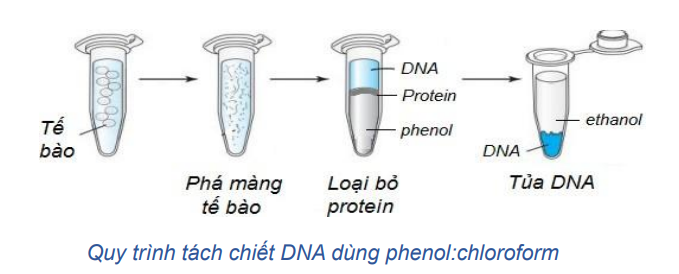 Tế
bào
Phá màng
tế bào
DNA
Protein
phenol
Loại bỏ
protein
ethanol
DNA
Tủa DNA
Quy trình tách chiết DNA dùng phenol:chloroform